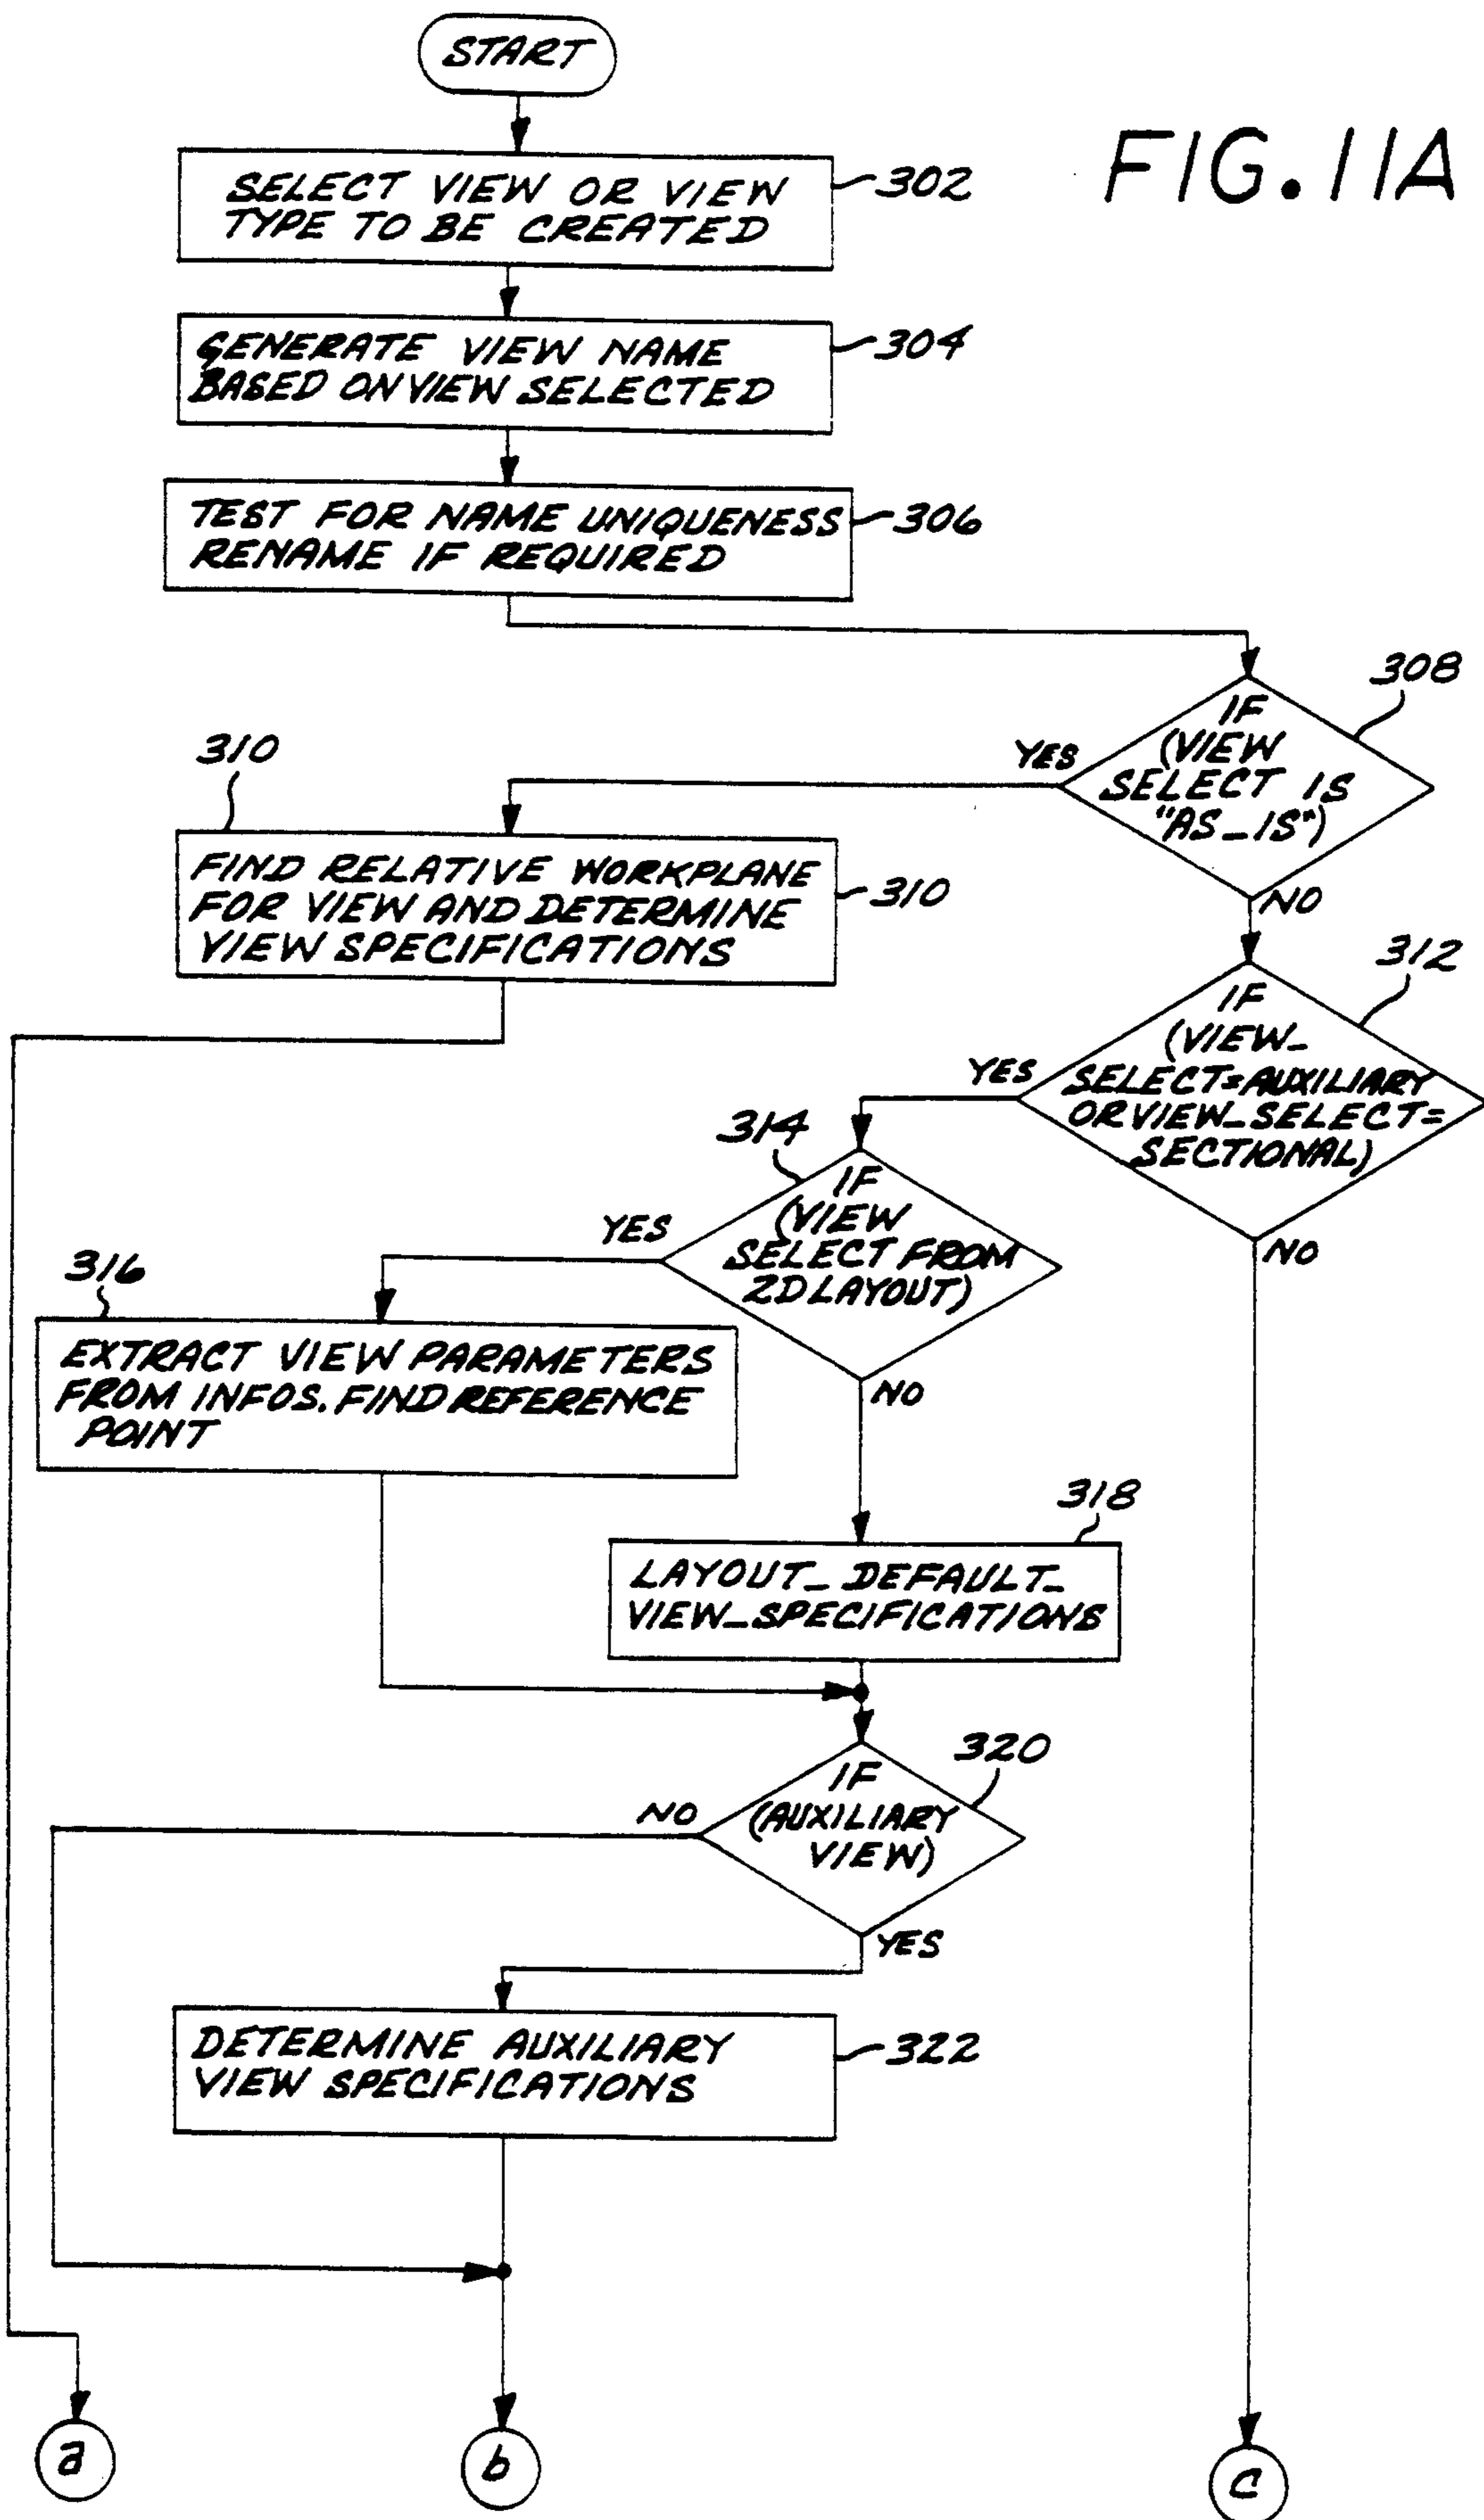 START
FIG. 11A
SELECT VIEW OR VIEW
TYPE TO BE CREATED
302
GENERATE VIEW NAME
BASED ON VIEW SELECTED
304
TEST FOR NAME UNIQUENESS
RENAME IF REQUIRED
306
308
IF
(VIEW
SELECT IS
"AS_IS")
YES
NO
310
FIND RELATIVE WORKPLANE
FOR VIEW AND DETERMINE
VIEW SPECIFICATIONS
310
312
IF
(VIEW_
SELECT=AUXILIARY
OR VIEW_SELECT=
SECTIONAL)
YES
NO
314
IF
(VIEW
SELECT FROM
2D LAYOUT)
YES
NO
316
EXTRACT VIEW PARAMETERS
FROM INFOS. FIND REFERENCE
POINT
318
LAYOUT_DEFAULT_
VIEW_SPECIFICATIONS
320
IF
(AUXILIARY
VIEW)
NO
YES
DETERMINE AUXILIARY
VIEW SPECIFICATIONS
322
a
b
c